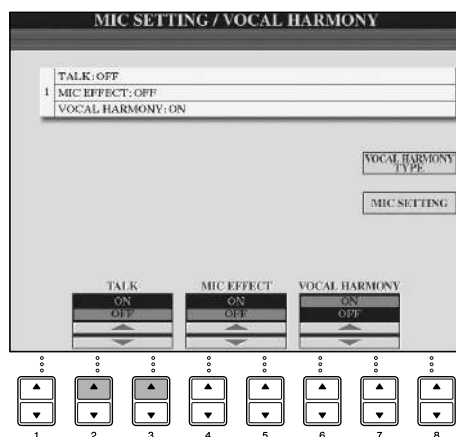 MIC SETTING / VOCAL HARMONY
TALK:OFF
1 MIC EFFECT:OFF
VOCAL HARMONY:ON
VOCAL HARMONY
TYPE
MIC SETTING
TALK MIC EFFECT VOCAL HARMONY
ON ON ON
OFF OFF OFF
1 2 3 4 5 6 7 8